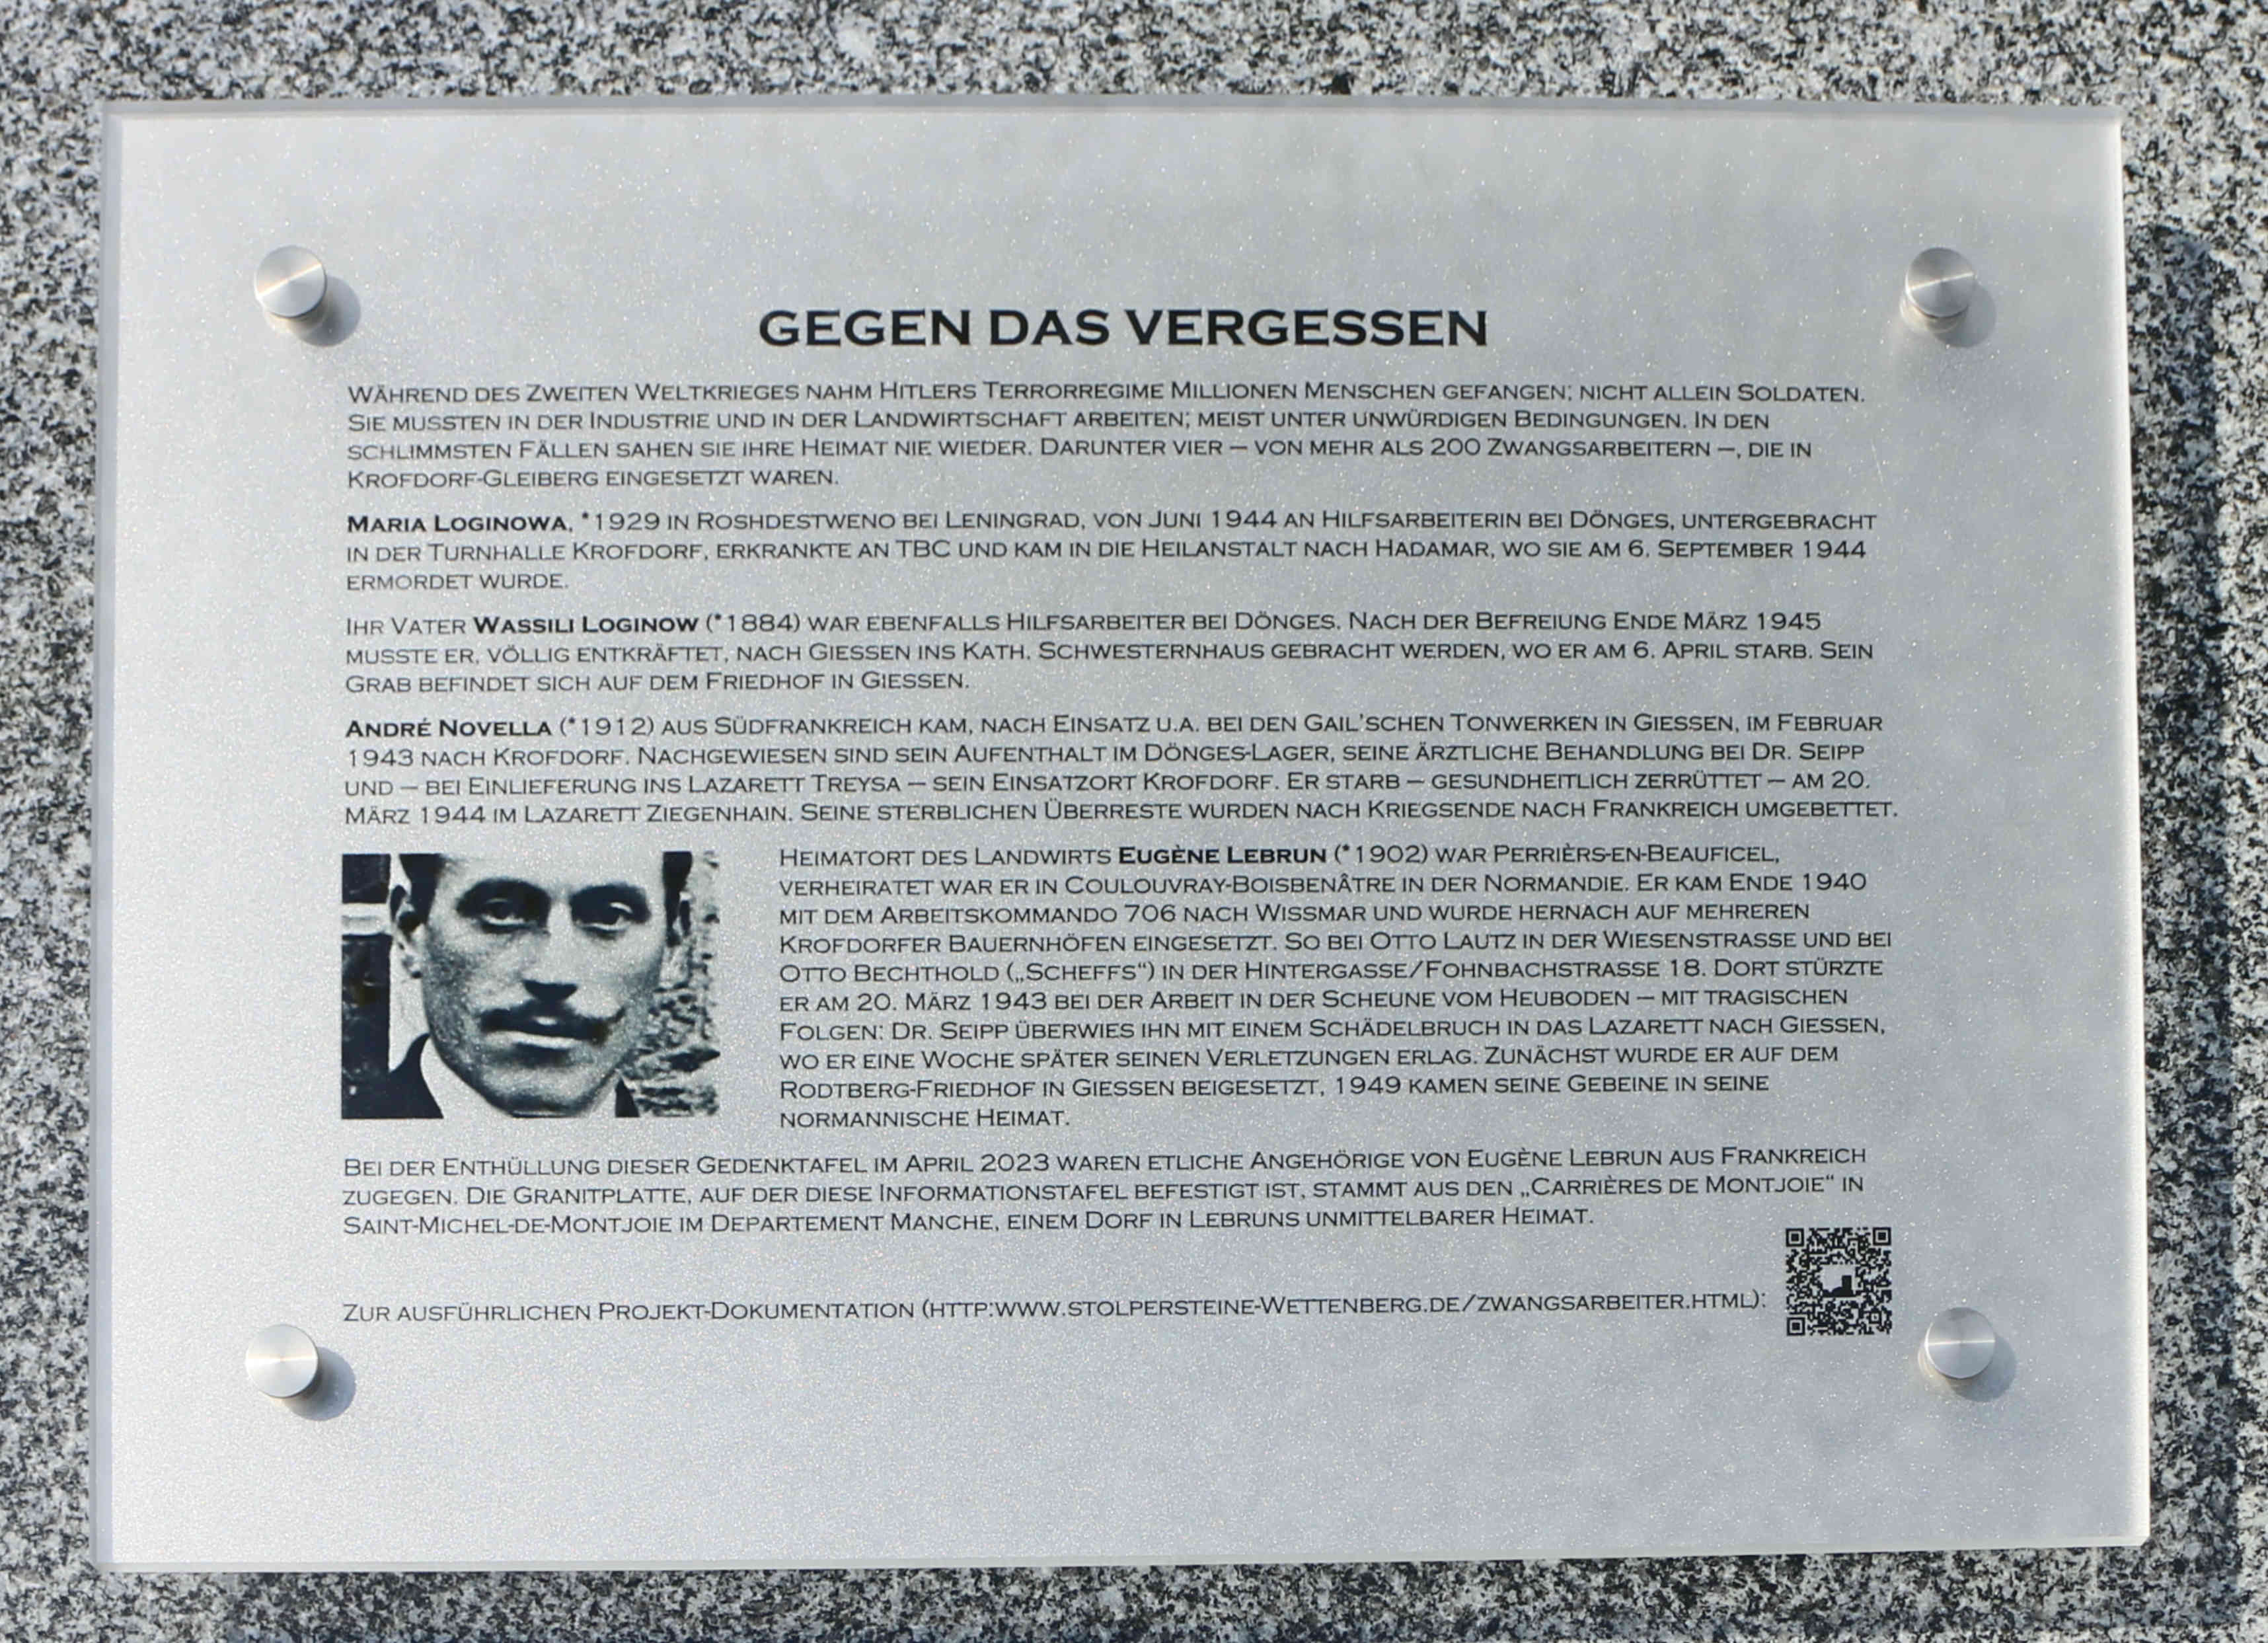 GEGEN DAS VERGESSEN
WÄHREND DES ZWEITEN WELTKRIEGES NAHM HITLERS TERRORREGIME MILLIONEN MENSCHEN GEFANGEN; NICHT ALLEIN SOLDATEN.
SIE MUSSTEN IN DER INDUSTRIE UND IN DER LANDWIRTSCHAFT ARBEITEN; MEIST UNTER UNWÜRDIGEN BEDINGUNGEN. IN DEN
SCHLIMMSTEN FÄLLEN SAHEN SIE IHRE HEIMAT NIE WIEDER. DARUNTER VIER – VON MEHR ALS 200 ZWANGSARBEITERN –, DIE IN
KROFDORF-GLEIBERG EINGESETZT WAREN.
MARIA LOGINOWA, *1929 IN ROSHDESTWENO BEI LENINGRAD, VON JUNI 1944 AN HILFSARBEITERIN BEI DÖNGES, UNTERGEBRACHT
IN DER TURNHALLE KROFDORF, ERKRANKTE AN TBC UND KAM IN DIE HEILANSTALT NACH HADAMAR, WO SIE AM 6. SEPTEMBER 1944
ERMORDET WURDE.
IHR VATER WASSILI LOGINOW (*1884) WAR EBENFALLS HILFSARBEITER BEI DÖNGES. NACH DER BEFREIUNG ENDE MÄRZ 1945
MUSSTE ER, VÖLLIG ENTKRÄFTET, NACH GIESSEN INS KATH. SCHWESTERNHAUS GEBRACHT WERDEN, WO ER AM 6. APRIL STARB. SEIN
GRAB BEFINDET SICH AUF DEM FRIEDHOF IN GIESSEN.
ANDRÉ NOVELLA (*1912) AUS SÜDFRANKREICH KAM, NACH EINSATZ U.A. BEI DEN GAIL'SCHEN TONWERKEN IN GIESSEN, IM FEBRUAR
1943 NACH KROFDORF. NACHGEWIESEN SIND SEIN AUFENTHALT IM DÖNGES-LAGER, SEINE ÄRZTLICHE BEHANDLUNG BEI DR. SEIPP
UND – BEI EINLIEFERUNG INS LAZARETT TREYSA – SEIN EINSATZORT KROFDORF. ER STARB – GESUNDHEITLICH ZERRÜTTET – AM 20.
MÄRZ 1944 IM LAZARETT ZIEGENHAIN. SEINE STERBLICHEN ÜBERRESTE WURDEN NACH KRIEGSENDE NACH FRANKREICH UMGEBETTET.
HEIMATORT DES LANDWIRTS EUGÈNE LEBRUN (*1902) WAR PERRIÈRS-EN-BEAUFICEL,
VERHEIRATET WAR ER IN COULOUVRAY-BOISBENÂTRE IN DER NORMANDIE. ER KAM ENDE 1940
MIT DEM ARBEITSKOMMANDO 706 NACH WISSMAR UND WURDE HERNACH AUF MEHREREN
KROFDORFER BAUERNHÖFEN EINGESETZT. SO BEI OTTO LAUTZ IN DER WIESENSTRASSE UND BEI
OTTO BECHTHOLD („SCHEFFS“) IN DER HINTERGASSE/FOHNBACHSTRASSE 18. DORT STÜRZTE
ER AM 20. MÄRZ 1943 BEI DER ARBEIT IN DER SCHEUNE VOM HEUBODEN – MIT TRAGISCHEN
FOLGEN: DR. SEIPP ÜBERWIES IHN MIT EINEM SCHÄDELBRUCH IN DAS LAZARETT NACH GIESSEN,
WO ER EINE WOCHE SPÄTER SEINEN VERLETZUNGEN ERLAG. ZUNÄCHST WURDE ER AUF DEM
RODTBERG-FRIEDHOF IN GIESSEN BEIGESETZT, 1949 KAMEN SEINE GEBEINE IN SEINE
NORMANNISCHE HEIMAT.
BEI DER ENTHÜLLUNG DIESER GEDENKTAFEL IM APRIL 2023 WAREN ETLICHE ANGEHÖRIGE VON EUGÈNE LEBRUN AUS FRANKREICH
ZUGEGEN. DIE GRANITPLATTE, AUF DER DIESE INFORMATIONSTAFEL BEFESTIGT IST, STAMMT AUS DEN „CARRIÈRES DE MONTJOIE“ IN
SAINT-MICHEL-DE-MONTJOIE IM DEPARTEMENT MANCHE, EINEM DORF IN LEBRUNS UNMITTELBARER HEIMAT.
ZUR AUSFÜHRLICHEN PROJEKT-DOKUMENTATION (HTTP:WWW.STOLPERSTEINE-WETTENBERG.DE/ZWANGSARBEITER.HTML):